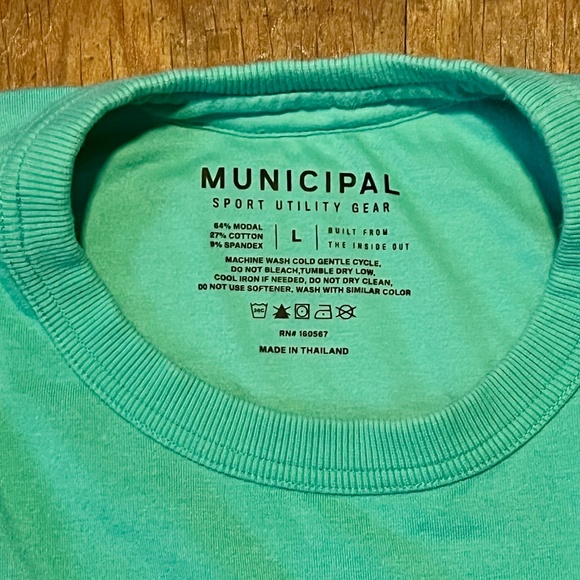 MUNICIPAL
SPORT UTILITY GEAR
64% MODAL
27% COTTON
9% SPANDEX
L
BUILT FROM
THE INSIDE OUT
MACHINE WASH COLD GENTLE CYCLE,
DO NOT BLEACH,TUMBLE DRY LOW,
COOL IRON IF NEEDED, DO NOT DRY CLEAN,
DO NOT USE SOFTENER, WASH WITH SIMILAR COLOR
30C
RN# 160567
MADE IN THAILAND